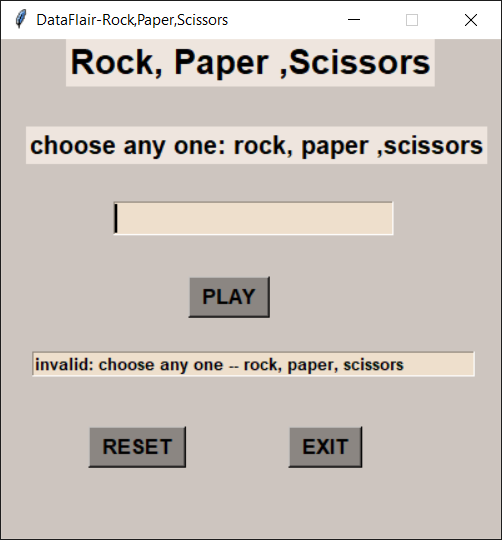 DataFlair-Rock,Paper,Scissors
Rock, Paper ,Scissors
choose any one: rock, paper ,scissors
PLAY
invalid: choose any one -- rock, paper, scissors
RESET EXIT